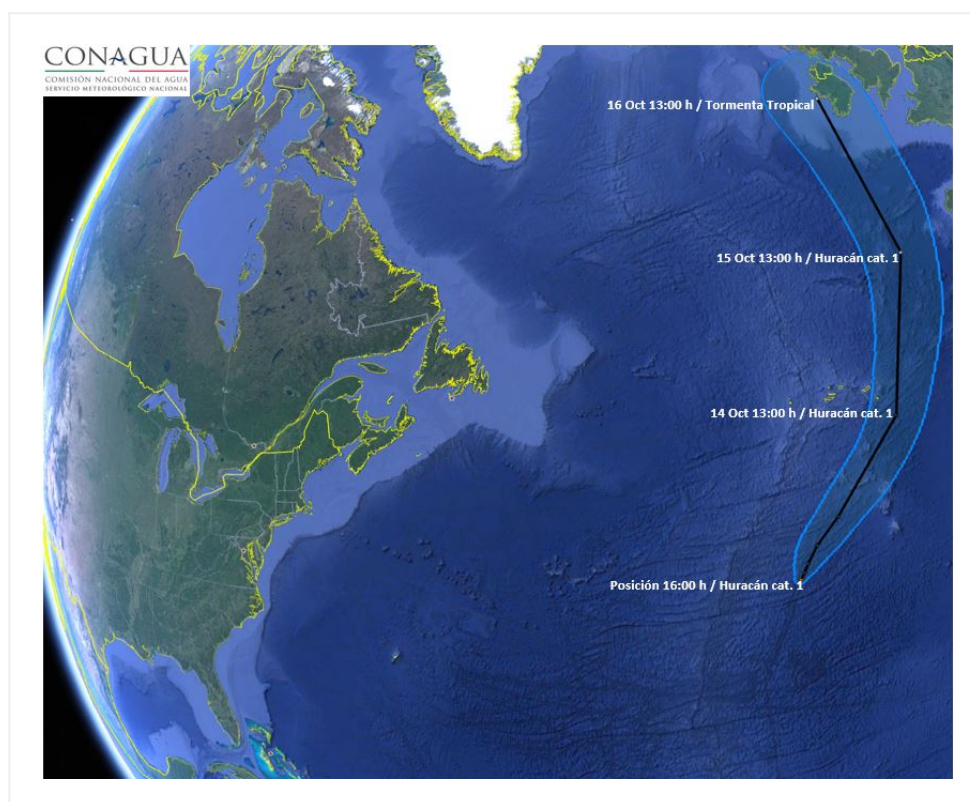 CONAGUA
COMISIÓN NACIONAL DEL AGUA
SERVICIO METEOROLÓGICO NACIONAL
16 Oct 13:00 h / Tormenta Tropical
15 Oct 13:00 h / Huracán cat. 1
14 Oct 13:00 h / Huracán cat. 1
Posición 16:00 h / Huracán cat. 1